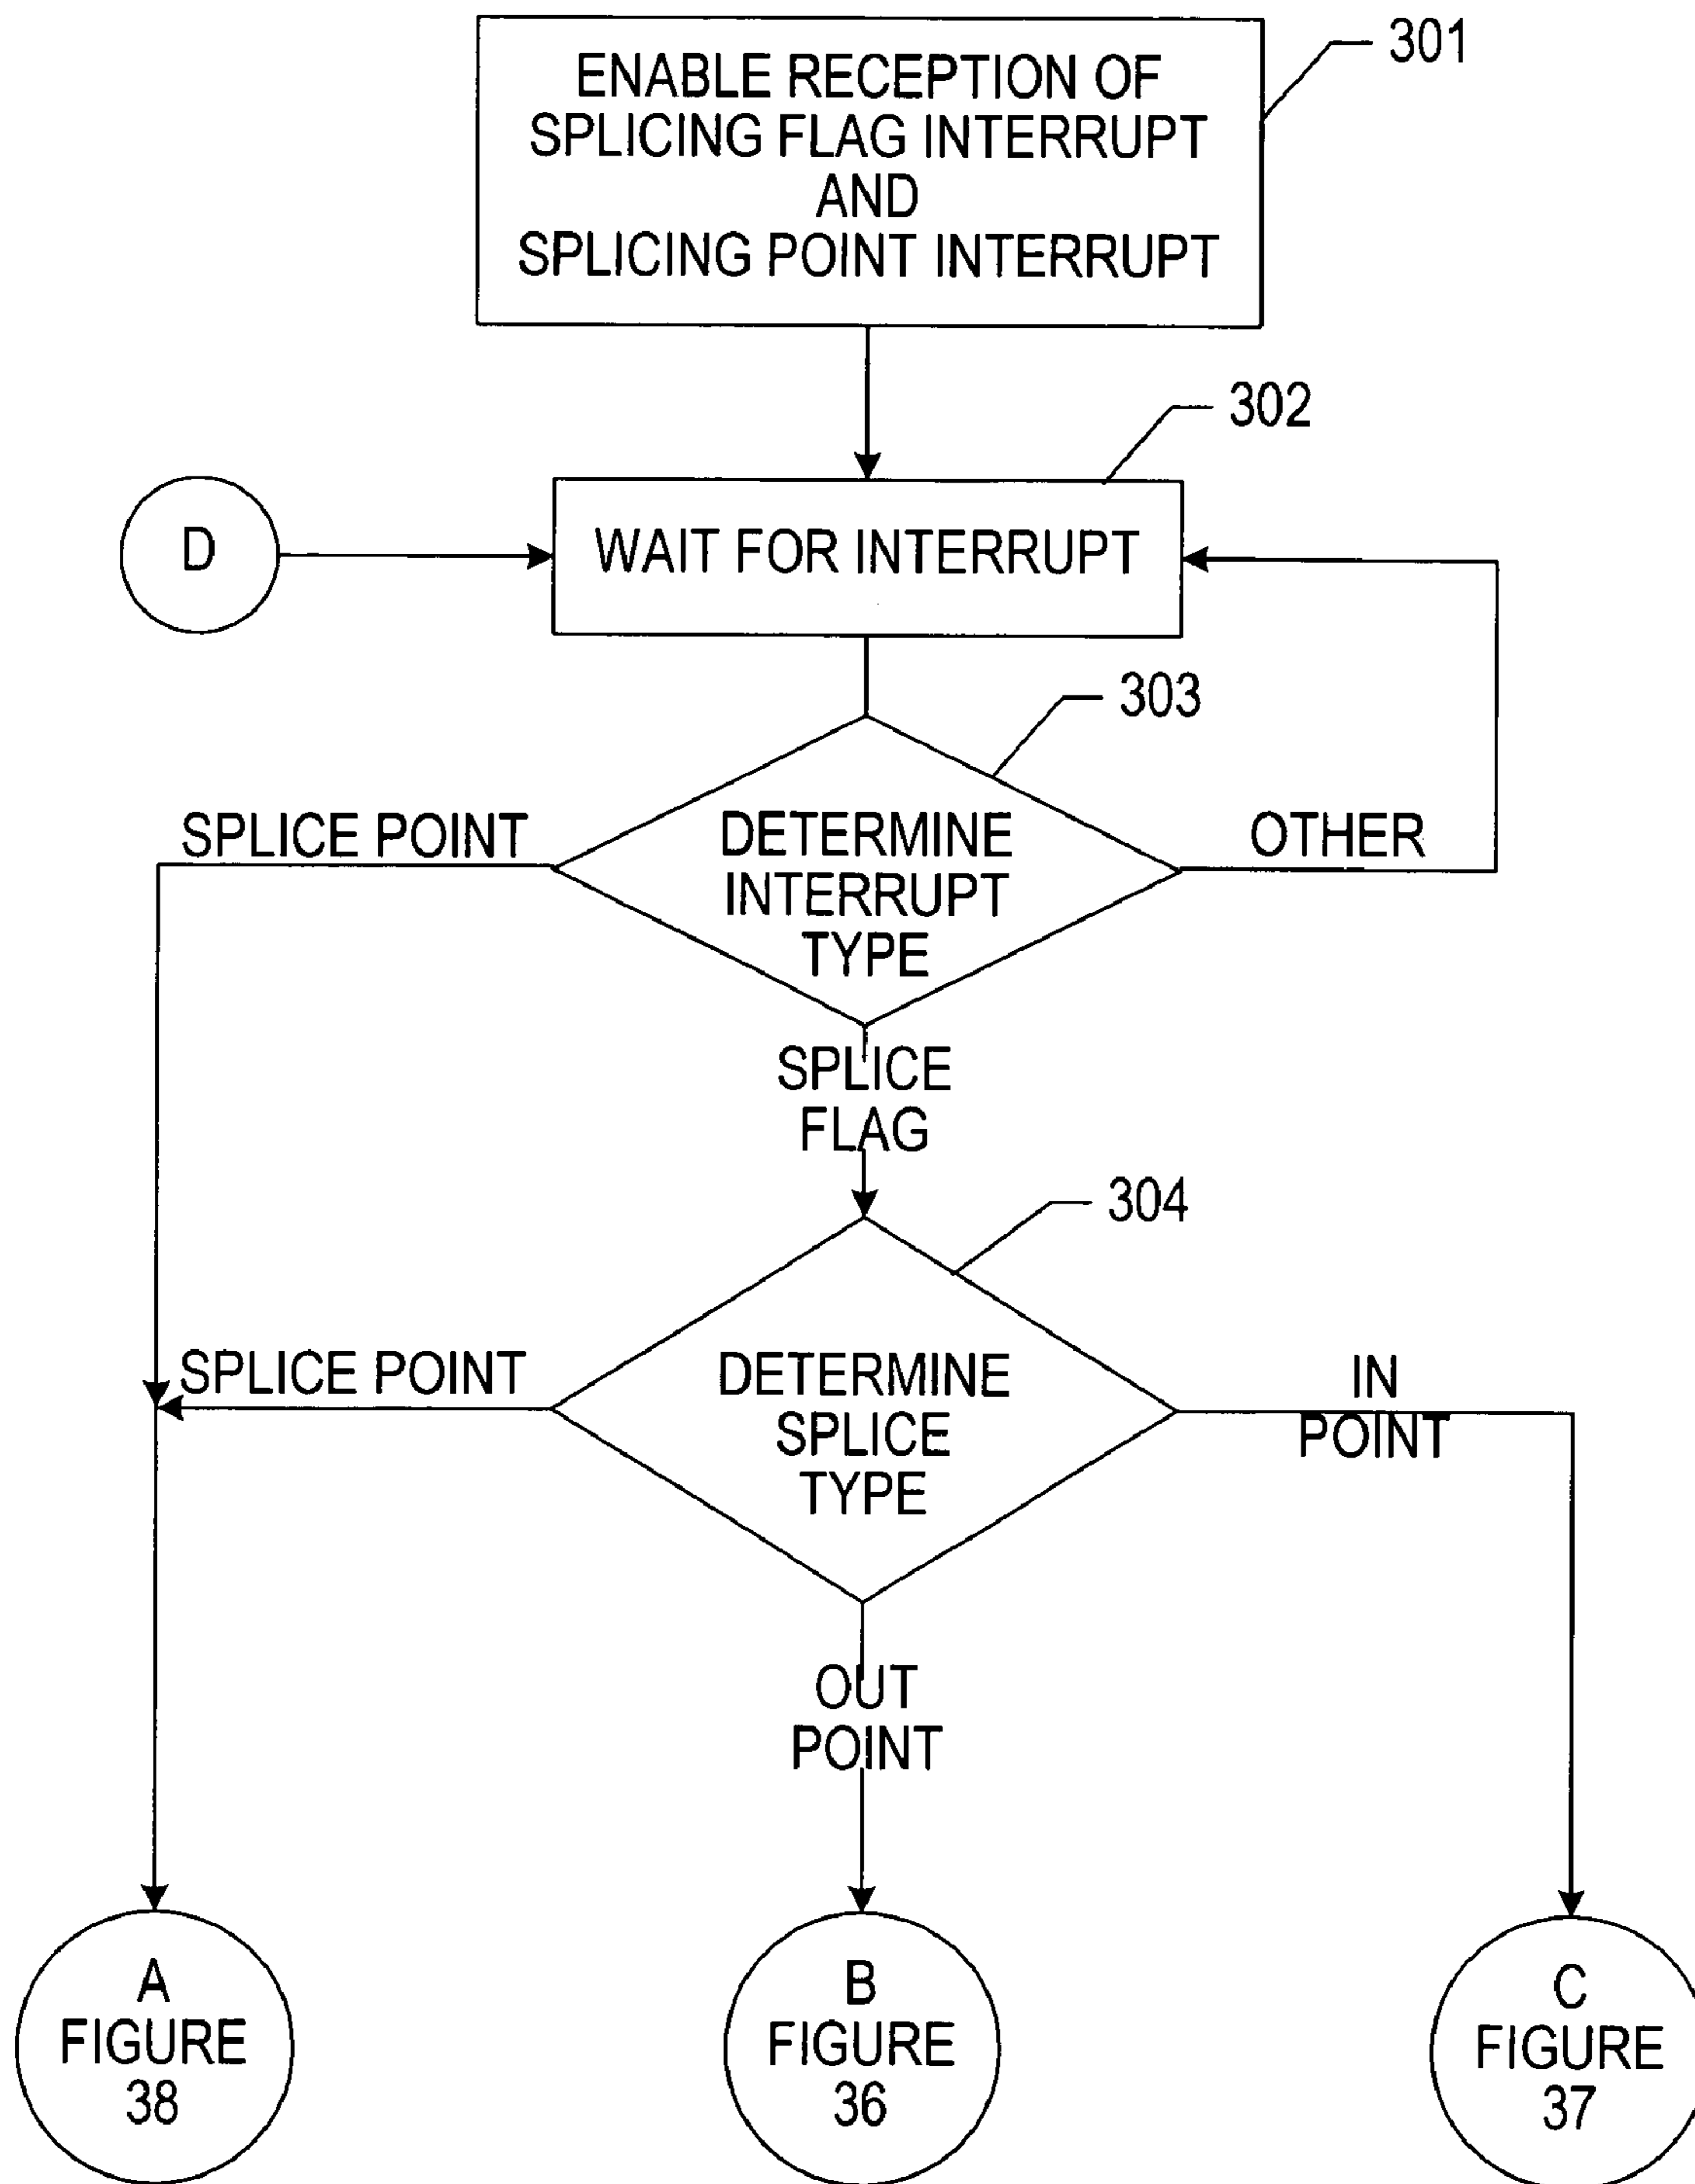 ENABLE RECEPTION OF
SPLICING FLAG INTERRUPT
AND
SPLICING POINT INTERRUPT
301
302
D
WAIT FOR INTERRUPT
303
SPLICE POINT
DETERMINE
INTERRUPT
TYPE
OTHER
SPLICE
FLAG
304
SPLICE POINT
DETERMINE
SPLICE
TYPE
IN
POINT
OUT
POINT
A
FIGURE
38
B
FIGURE
36
C
FIGURE
37